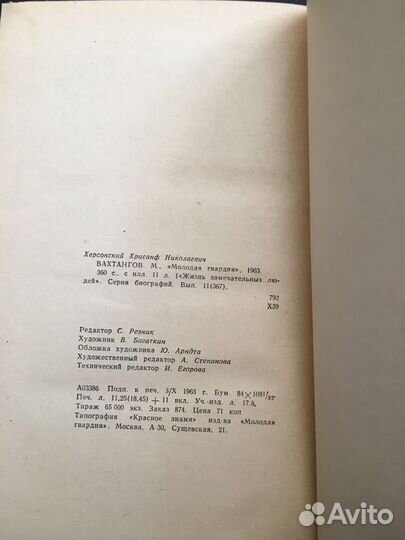 Херсонский Хрисанф Николаевич
ВАХТАНГОВ М., «Молодая гвардия», 1963.
360 с., с илл. 11 л. («Жизнь замечательных лю-
дей». Серия биографий. Вып. 11(367).
792
Х39
Редактор С. Резник
Художник В. Богаткин
Обложка художника Ю. Арндта
Художественный редактор А. Степанова
Технический редактор И. Егорова
А03386 Подп. к печ. 3/X 1963 г. Бум. 84×108 1/32
Печ. л. 11,25(18,45) + 11 вкл. Уч.-изд. л. 17,5,
Тираж 65 000 экз. Заказ 874. Цена 71 коп
Типография «Красное знамя» изд-ва «Молодая
гвардия». Москва, А-30, Сущевская, 21.
Avito